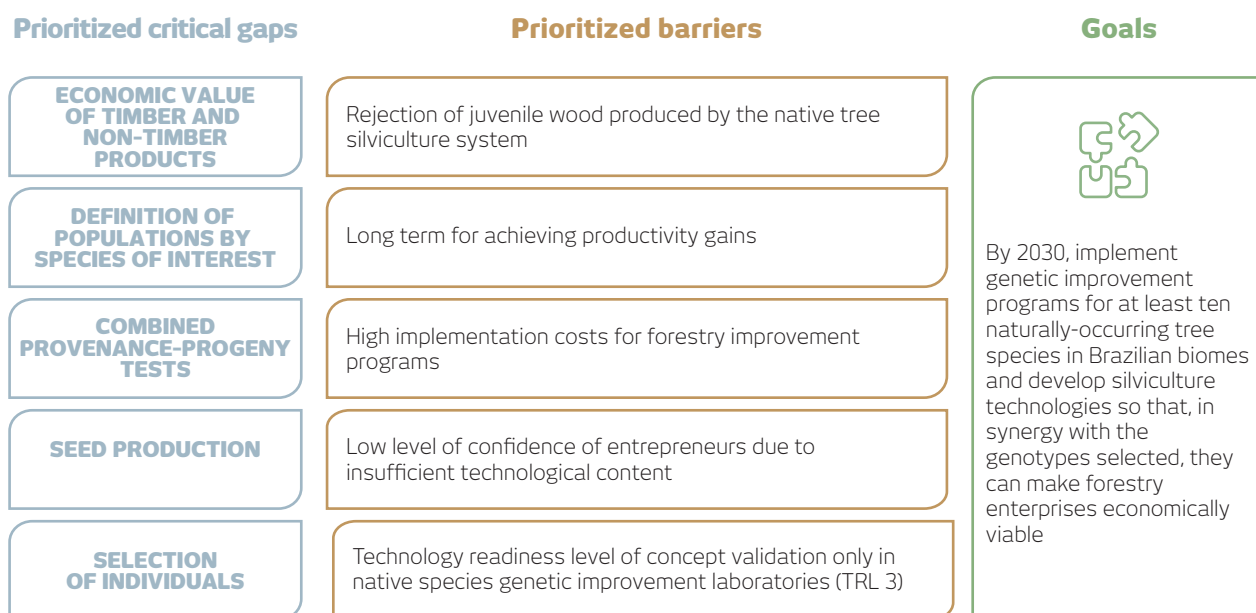 Prioritized critical gaps
Prioritized barriers
Goals
ECONOMIC VALUE
OF TIMBER AND
NON-TIMBER
PRODUCTS
Rejection of juvenile wood produced by the native tree
silviculture system
DEFINITION OF
POPULATIONS BY
SPECIES OF INTEREST
Long term for achieving productivity gains
COMBINED
PROVENANCE-PROGENY
TESTS
High implementation costs for forestry improvement
programs
SEED PRODUCTION
Low level of confidence of entrepreneurs due to
insufficient technological content
SELECTION
OF INDIVIDUALS
Technology readiness level of concept validation only in
native species genetic improvement laboratories (TRL 3)
By 2030, implement
genetic improvement
programs for at least ten
naturally-occurring tree
species in Brazilian biomes
and develop silviculture
technologies so that, in
synergy with the
genotypes selected, they
can make forestry
enterprises economically
viable